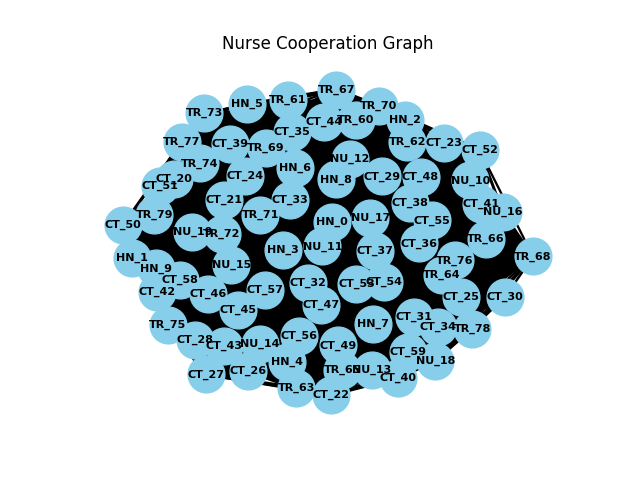 Nurse Cooperation Graph
TR_67
TR_61
HN_5
TR_70
TR_73
HN_2
TR_60
CT_44
CT_35
TR_77
CT_39
TR_69
TR_62
CT_23
CT_52
NU_12
TR_74
HN_6
CT_24
HN_8
CT_29
CT_48
NU_10
CT_20
CT_51
CT_21
CT_33
CT_38
CT_41
NU_16
TR_79
TR_71
HN_0
NU_17
CT_55
CT_50
NU_19
TR_72
TR_66
HN_3
NU_11
CT_37
CT_36
HN_1
TR_68
HN_9
NU_15
TR_76
TR_64
CT_58
CT_32
CT_53
CT_54
CT_42
CT_46
CT_57
CT_25
CT_30
CT_45
CT_47
CT_31
TR_75
HN_7
CT_34
TR_78
CT_28
CT_43
NU_14
CT_56
CT_49
CT_59
NU_18
HN_4
CT_27
CT_26
TR_65
NU_13
CT_40
TR_63
CT_22